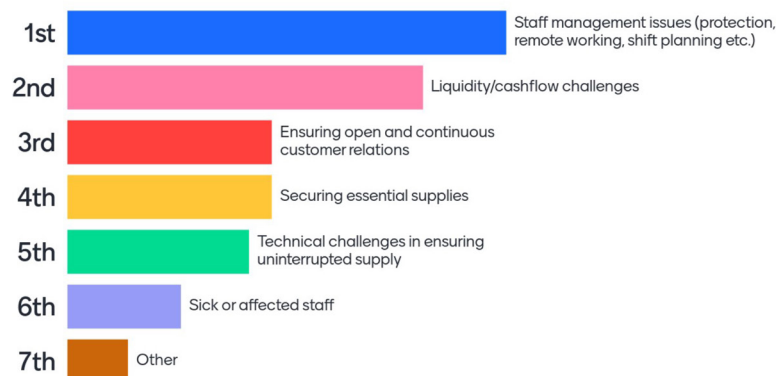 1st
Staff management issues (protection,
remote working, shift planning etc.)
2nd
Liquidity/cashflow challenges
3rd
Ensuring open and continuous
customer relations
4th
Securing essential supplies
5th
Technical challenges in ensuring
uninterrupted supply
6th
Sick or affected staff
7th
Other